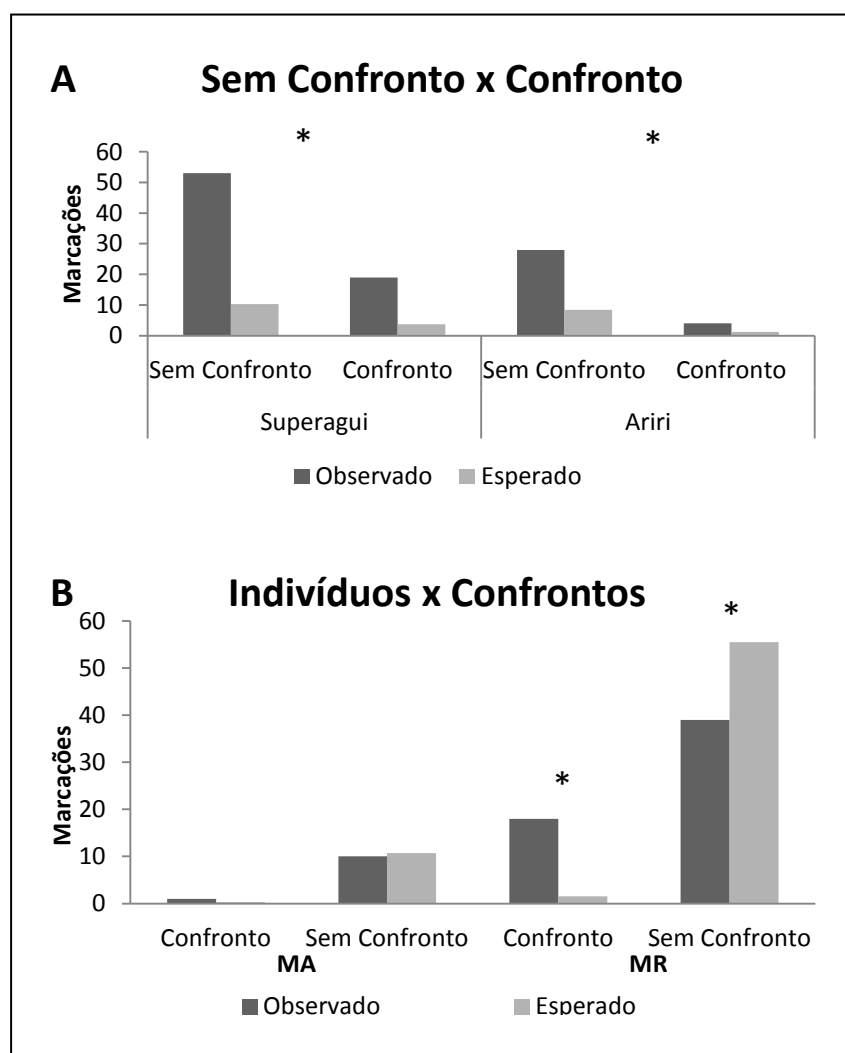 A Sem Confronto x Confronto
* *
60
50
40
30
20
10
0
Marcações
Sem Confronto Confronto Sem Confronto Confronto
Superagui Ariri
Observado Esperado
B Indivíduos x Confrontos
*
*
60
50
40
30
20
10
0
Marcações
Confronto Sem Confronto Confronto Sem Confronto
MA MR
Observado Esperado